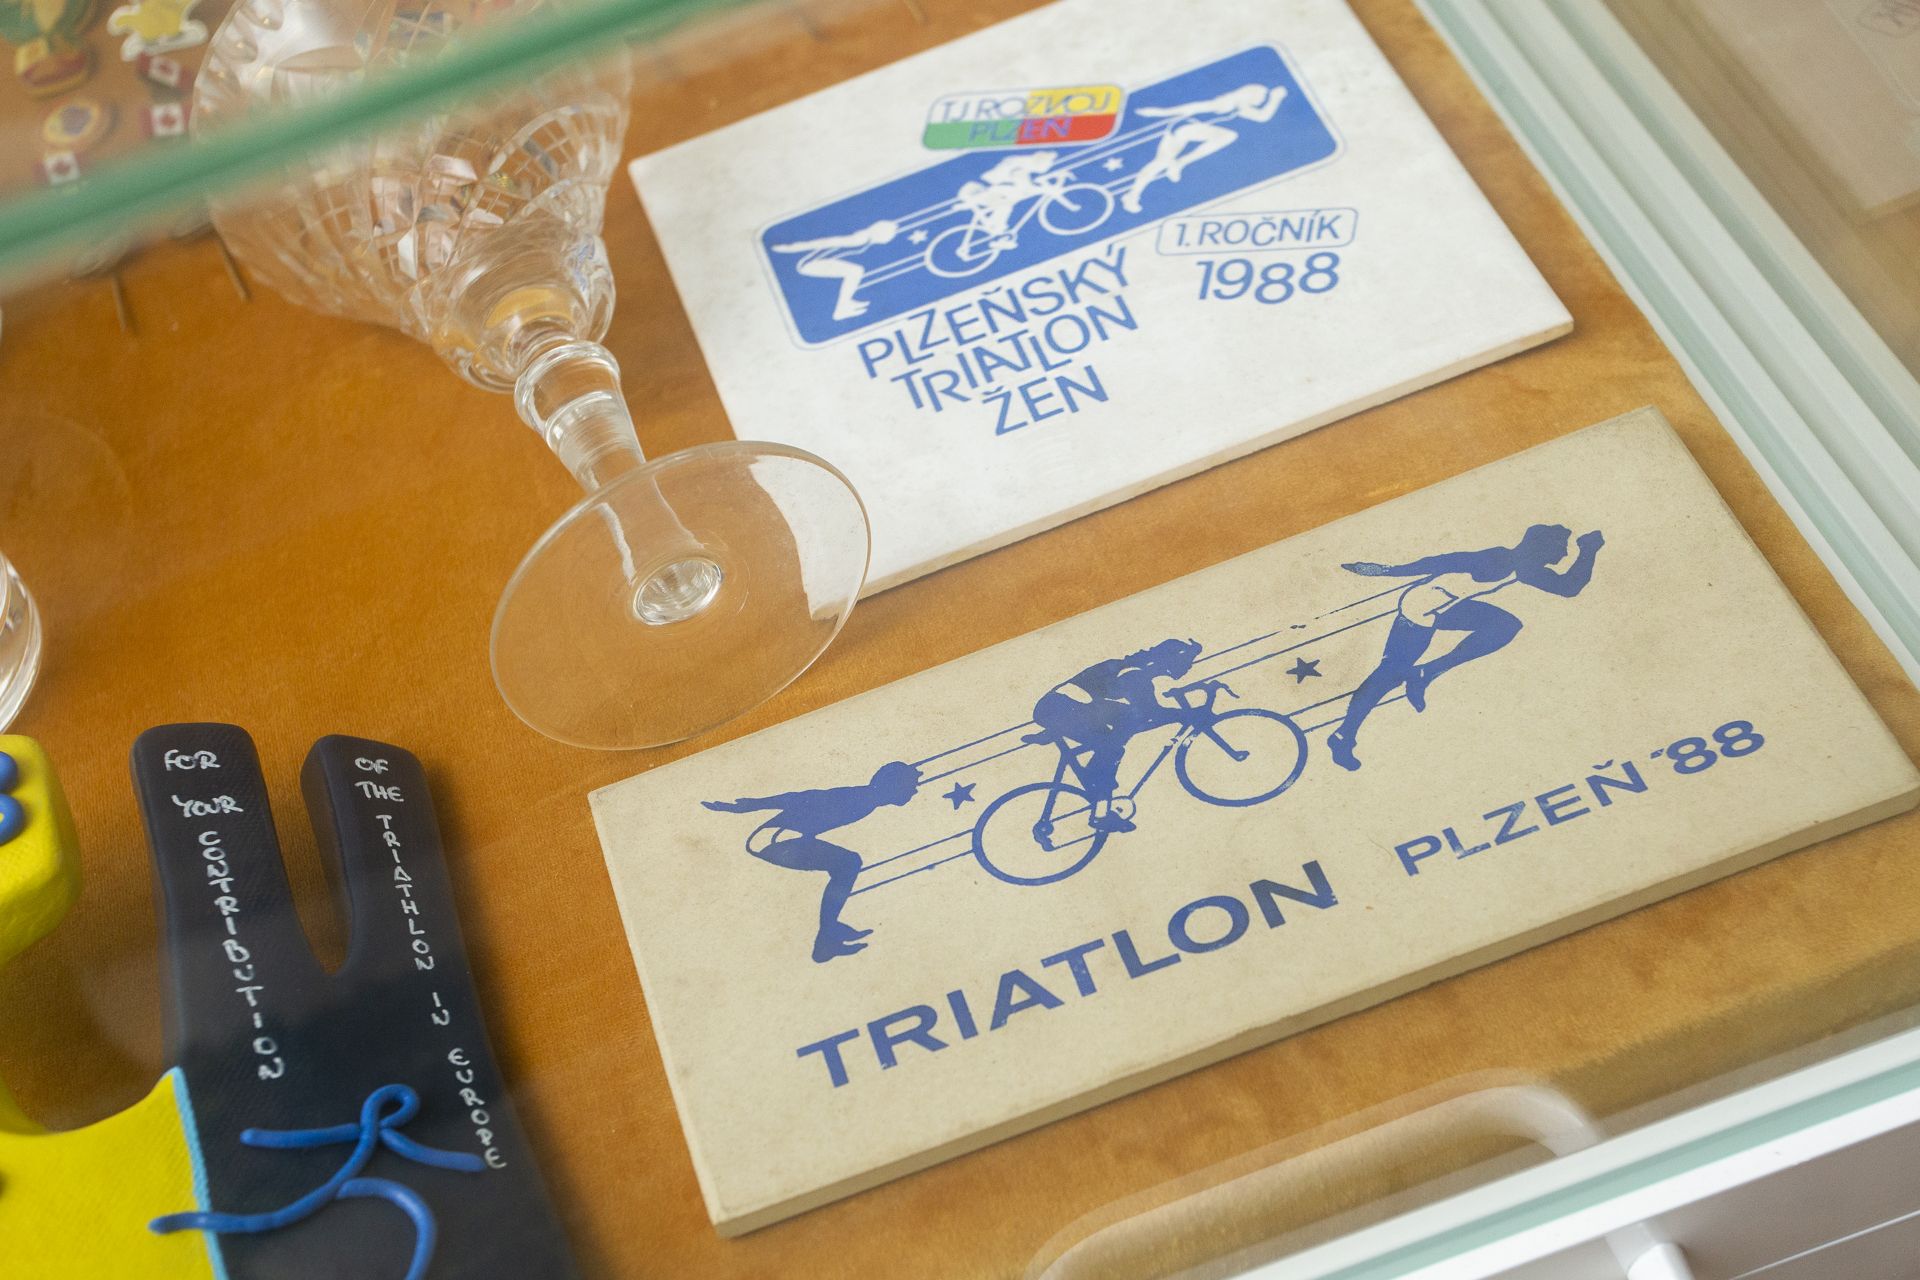 TJ ROZVOJ
PLZEŇ
1. ROČNÍK
1988
PLZEŇSKÝ
TRIATLON
ŽEN
TRIATLON PLZEŇ '88
FOR
YOUR
CONTRIBUTION
OF
THE
TRIATHLON
IN
EUROPE